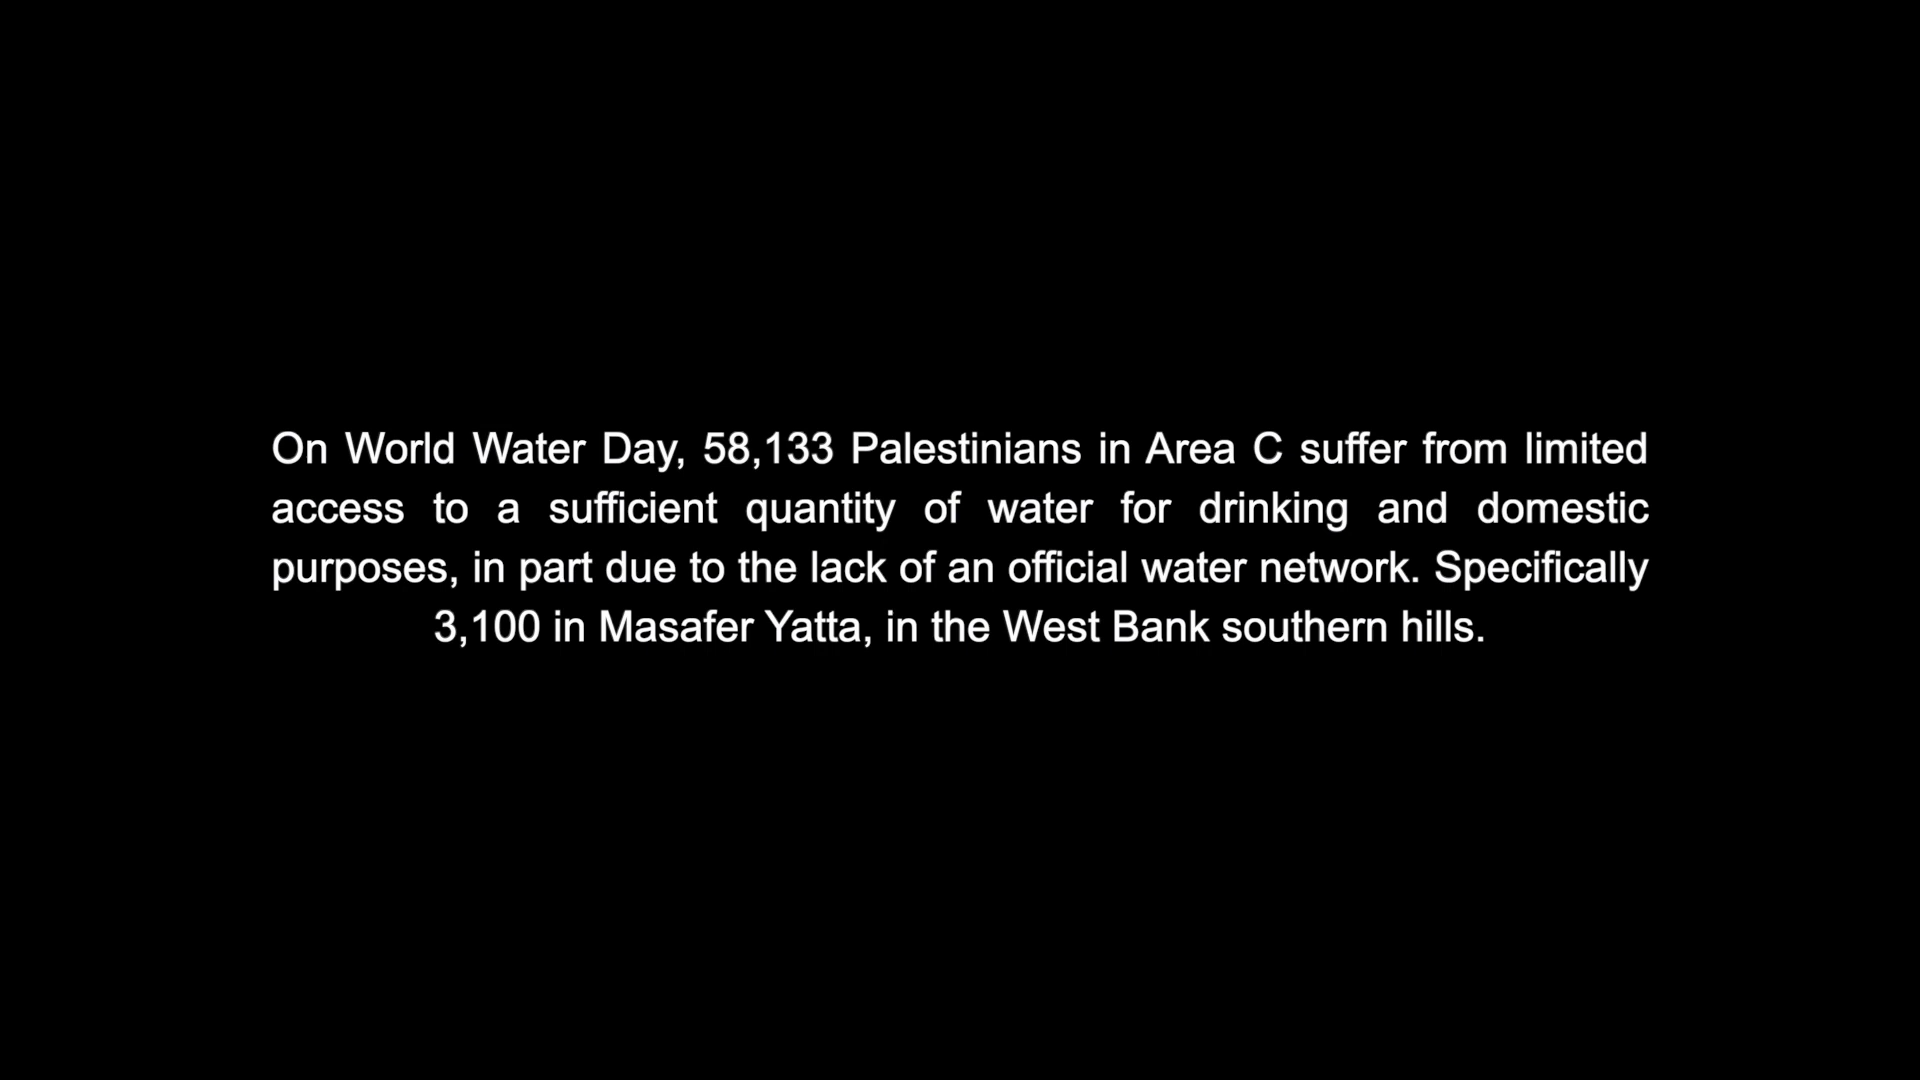 On World Water Day, 58,133 Palestinians in Area C suffer from limited
access to a sufficient quantity of water for drinking and domestic
purposes, in part due to the lack of an official water network. Specifically
3,100 in Masafer Yatta, in the West Bank southern hills.